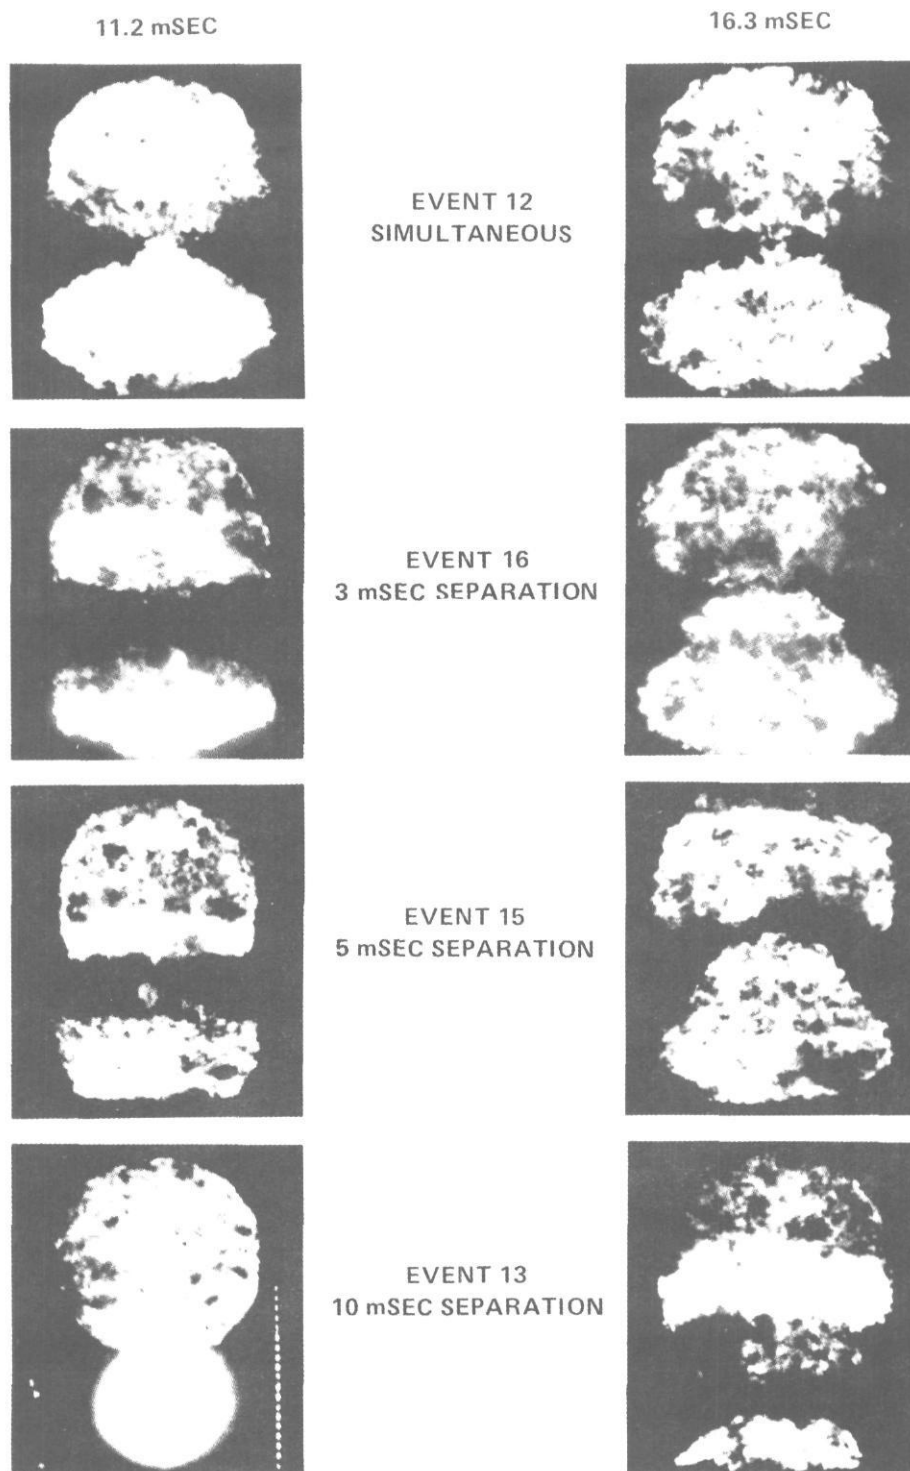 11.2 mSEC
16.3 mSEC
EVENT 12
SIMULTANEOUS
EVENT 16
3 mSEC SEPARATION
EVENT 15
5 mSEC SEPARATION
EVENT 13
10 mSEC SEPARATION